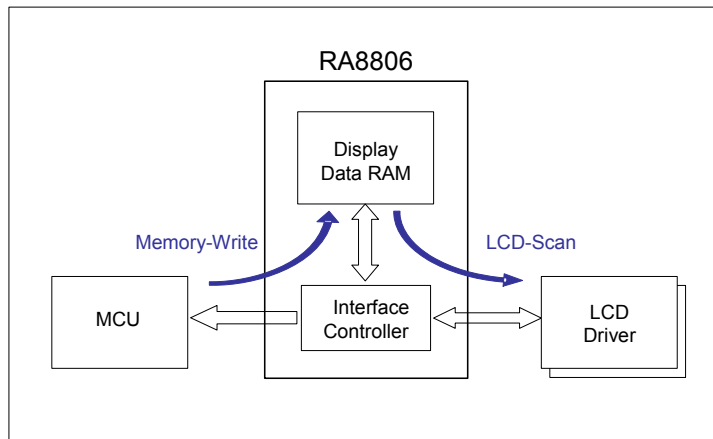 RA8806
Display
Data RAM
Memory-Write
LCD-Scan
MCU
Interface
Controller
LCD
Driver